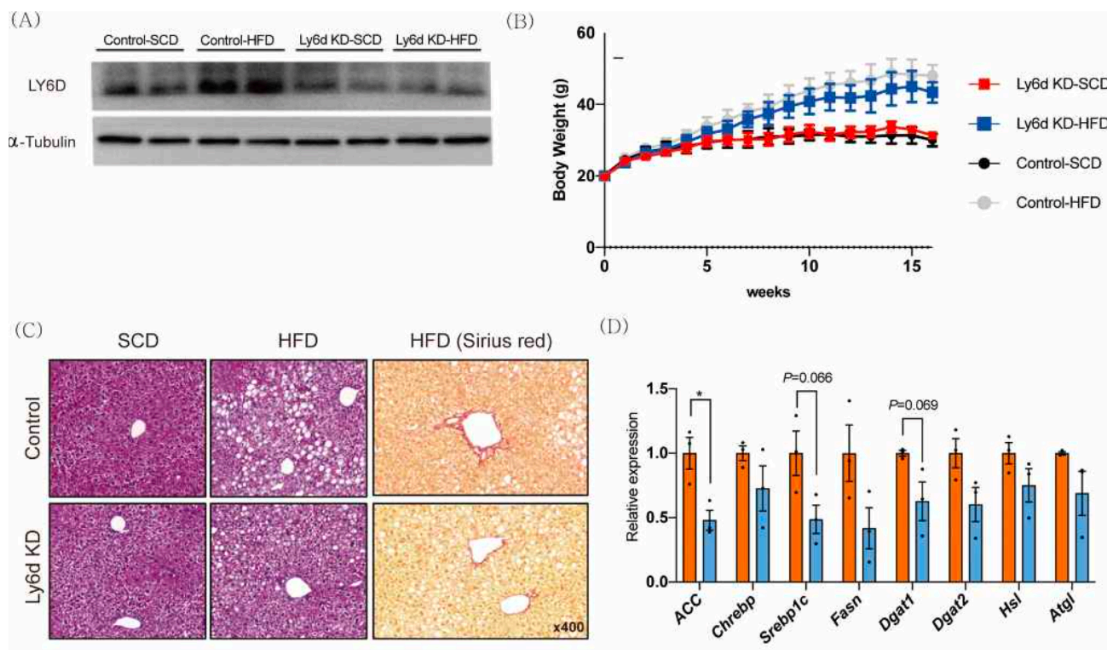 (A)
Control-SCD Control-HFD Ly6d KD-SCD Ly6d KD-HFD
LY6D
α-Tubulin
(B)
60
40
20
0
Body Weight (g)
0 5 10 15
weeks
Ly6d KD-SCD
Ly6d KD-HFD
Control-SCD
Control-HFD
(C)
SCD HFD HFD (Sirius red)
Control
Ly6d KD
x400
(D)
P=0.066
P=0.069
*
1.5
1.0
0.5
0.0
Relative expression
ACC Chrebp Srebp1c Fasn Dgat1 Dgat2 Hsl Atgl